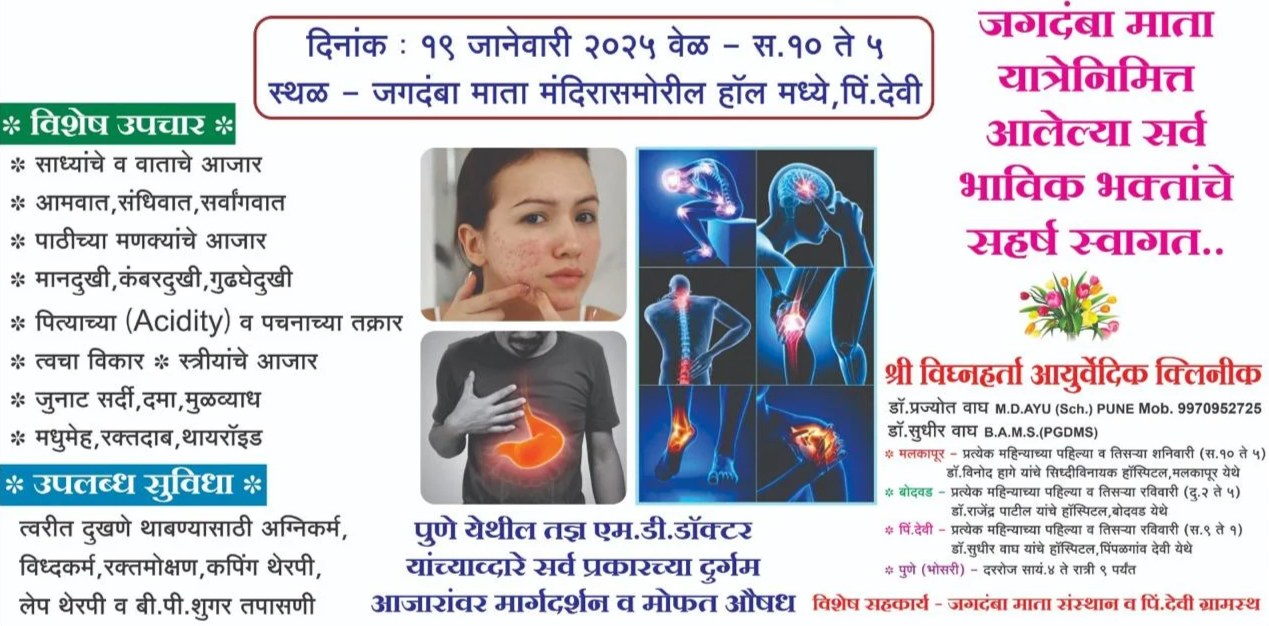 दिनांक : १९ जानेवारी २०२५ वेळ - स.१० ते ५
स्थळ - जगदंबा माता मंदिरासमोरील हॉल मध्ये,पिं.देवी
* विशेष उपचार *
* साध्यांचे व वाताचे आजार
* आमवात,संधिवात,सर्वांगवात
* पाठीच्या मणक्यांचे आजार
* मानदुखी,कंबरदुखी,गुढघेदुखी
* पित्याच्या (Acidity) व पचनाच्या तक्रार
* त्वचा विकार * स्त्रीयांचे आजार
* जुनाट सर्दी,दमा,मुळव्याध
* मधुमेह,रक्तदाब,थायरॉइड
* उपलब्ध सुविधा *
त्वरीत दुखणे थाबण्यासाठी अग्निकर्म,
विध्दकर्म,रक्तमोक्षण,कपिंग थेरपी,
लेप थेरपी व बी.पी.शुगर तपासणी
पुणे येथील तज्ञ एम.डी.डॉक्टर
यांच्याव्दारे सर्व प्रकारच्या दुर्गम
आजारांवर मार्गदर्शन व मोफत औषध
जगदंबा माता
यात्रेनिमित्त
आलेल्या सर्व
भाविक भक्तांचे
सहर्ष स्वागत..
श्री विघ्नहर्ता आयुर्वेदिक क्लिनीक
डॉ.प्रज्योत वाघ M.D.AYU (Sch.) PUNE Mob. 9970952725
डॉ.सुधीर वाघ B.A.M.S.(PGDMS)
* मलकापूर - प्रत्येक महिन्याच्या पहिल्या व तिसऱ्या शनिवारी (स.१० ते ५)
डॉ.विनोद हागे यांचे सिध्दीविनायक हॉस्पिटल,मलकापूर येथे
* बोदवड - प्रत्येक महिन्याच्या पहिल्या व तिसऱ्या रविवारी (दु.२ ते ५)
डॉ.राजेंद्र पाटील यांचे हॉस्पिटल,बोदवड येथे
* पिं.देवी - प्रत्येक महिन्याच्या पहिल्या व तिसऱ्या रविवारी (स.९ ते १)
डॉ.सुधीर वाघ यांचे हॉस्पिटल,पिंपळगांव देवी येथे
* पुणे (भोसरी) - दररोज सायं.४ ते रात्री ९ पर्यंत
विशेष सहकार्य - जगदंबा माता संस्थान व पिं.देवी ग्रामस्थ